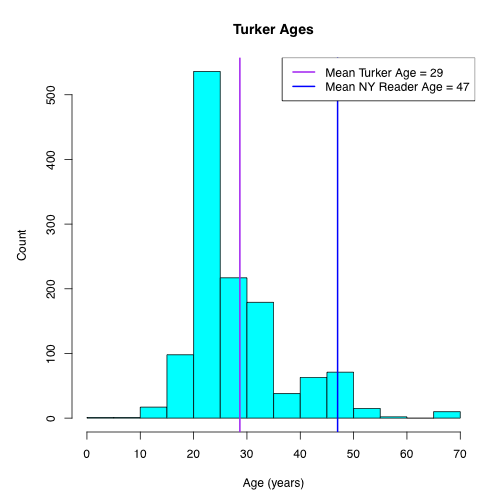 Turker Ages
Mean Turker Age = 29
Mean NY Reader Age = 47
Count
500
400
300
200
100
0
0 10 20 30 40 50 60 70
Age (years)